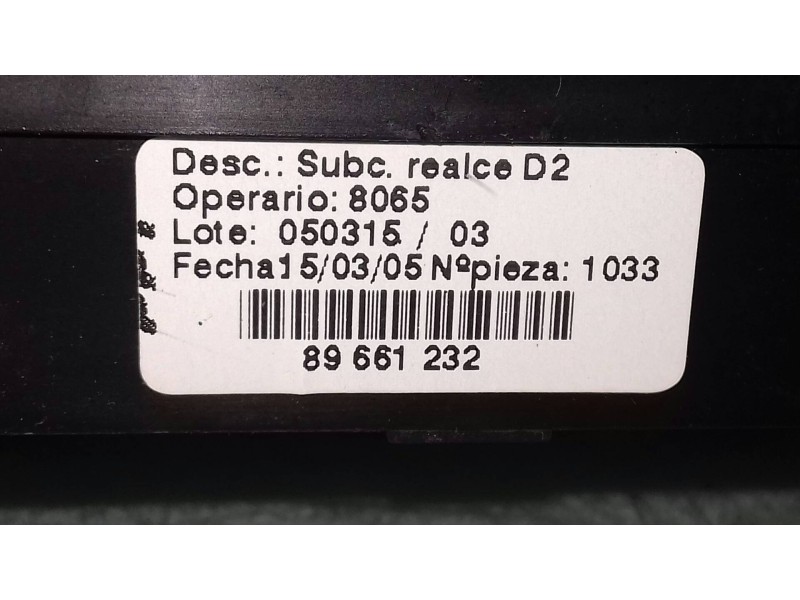 Desc.: Subc. realce D2
Operario: 8065
Lote: 050315 / 03
Fecha15/03/05 Nºpieza: 1033
89 661 232